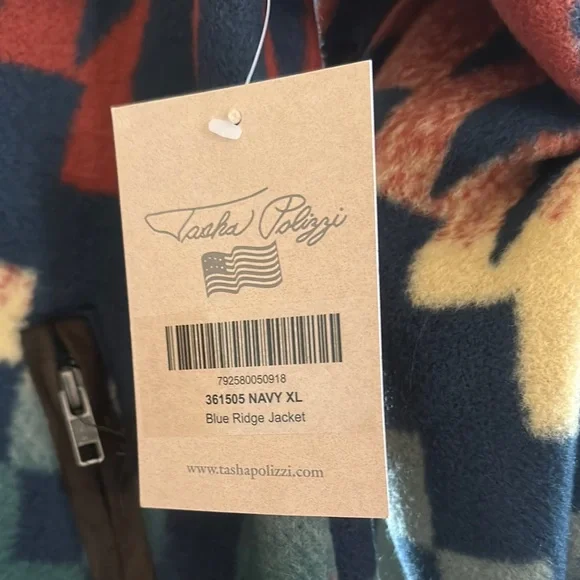 Tasha Polizzi
792580050918
361505 NAVY XL
Blue Ridge Jacket
www.tashapolizzi.com